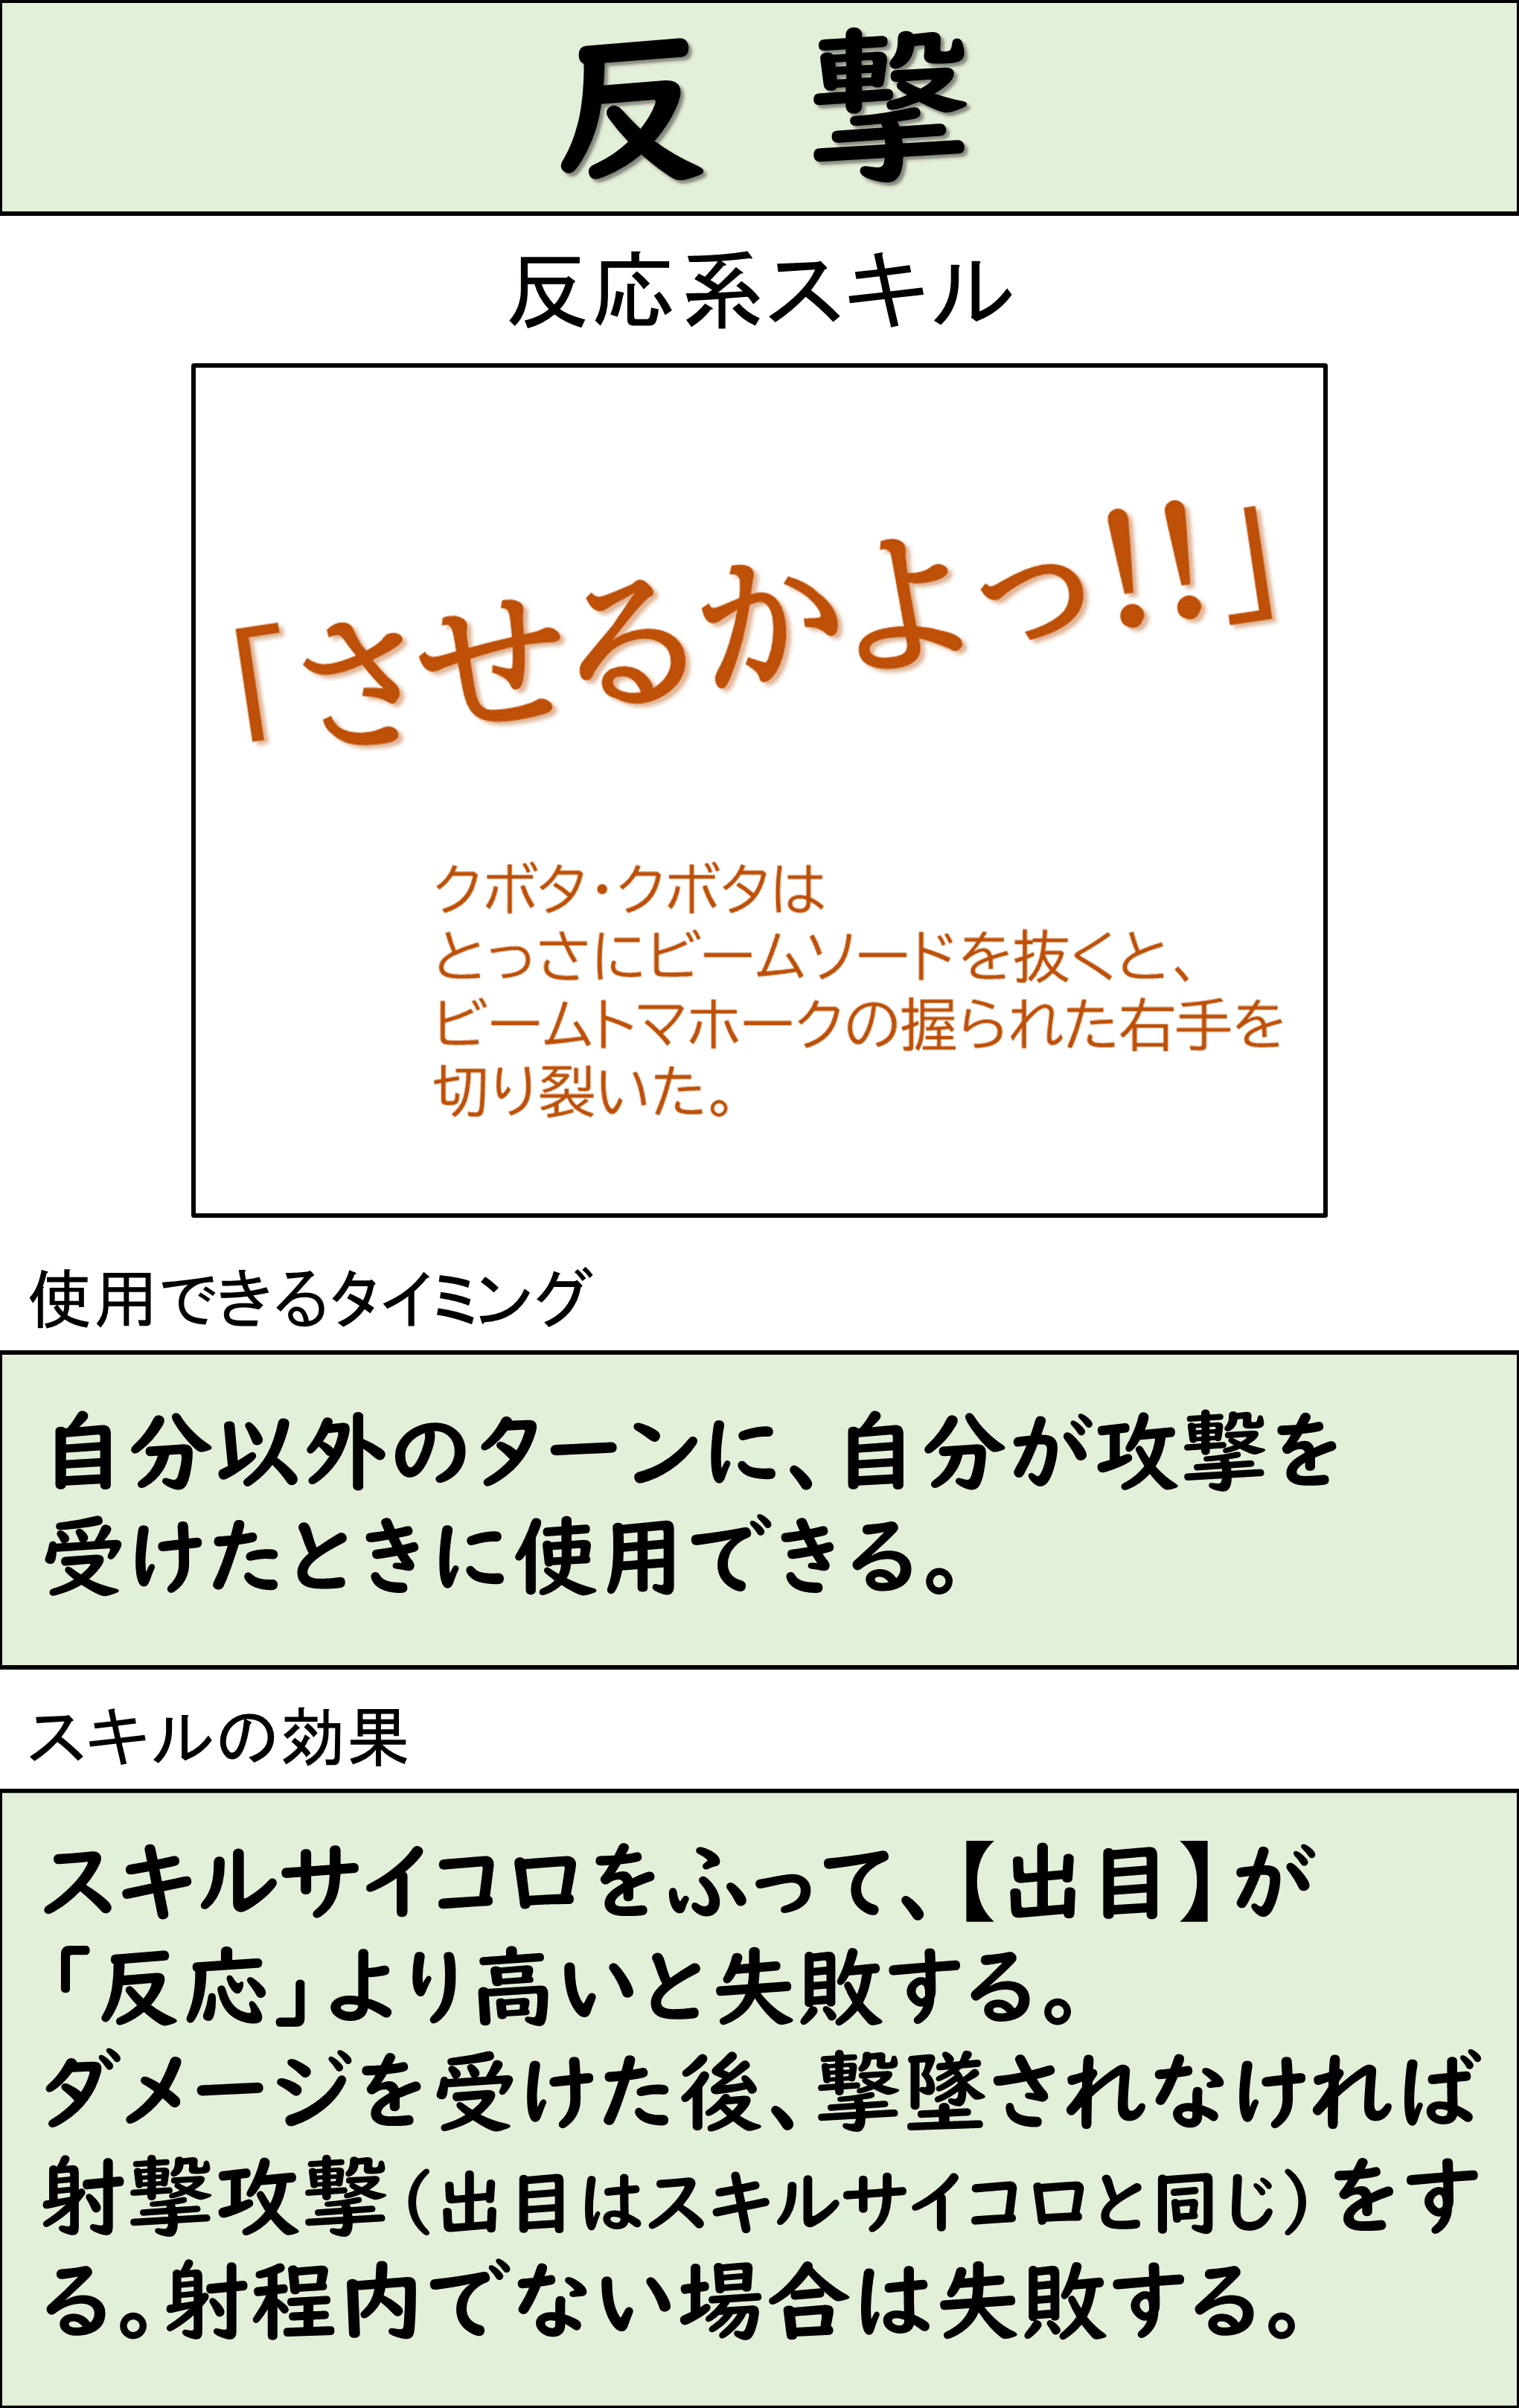 反撃
反応系スキル
「させるかよっ!!」
クボタ・クボタは
とっさにビームソードを抜くと、
ビームトマホークの握られた右手を
切り裂いた。
使用できるタイミング
自分以外のターンに、自分が攻撃を
受けたときに使用できる。
スキルの効果
スキルサイコロをふって、【出目】が
「反応」より高いと失敗する。
ダメージを受けた後、撃墜されなければ
射撃攻撃(出目はスキルサイコロと同じ)をす
る。射程内でない場合は失敗する。